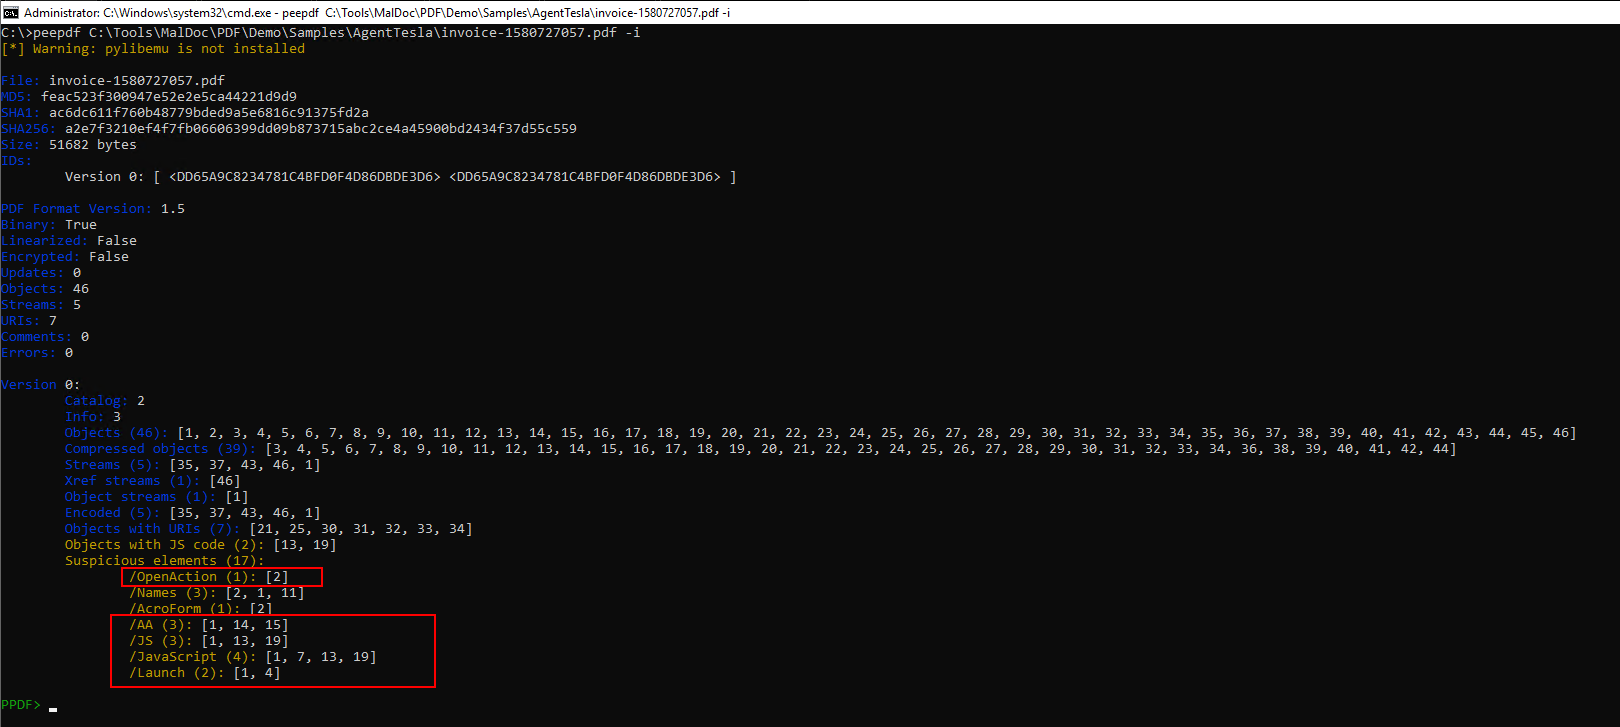 Administrator: C:\Windows\system32\cmd.exe - peepdf  C:\Tools\MalDoc\PDF\Demo\Samples\AgentTesla\invoice-1580727057.pdf -i
C:\>peepdf C:\Tools\MalDoc\PDF\Demo\Samples\AgentTesla\invoice-1580727057.pdf -i
[*] Warning: pylibemu is not installed
File: invoice-1580727057.pdf
MD5: feac523f300947e52e2e5ca44221d9d9
SHA1: ac6dc611f760b48779bded9a5e6816c91375fd2a
SHA256: a2e7f3210ef4f7fb06606399dd09b873715abc2ce4a45900bd2434f37d55c559
Size: 51682 bytes
IDs:
Version 0: [ <DD65A9C8234781C4BFD0F4D86DBDE3D6> <DD65A9C8234781C4BFD0F4D86DBDE3D6> ]
PDF Format Version: 1.5
Binary: True
Linearized: False
Encrypted: False
Updates: 0
Objects: 46
Streams: 5
URIs: 7
Comments: 0
Errors: 0
Version 0:
Catalog: 2
Info: 3
Objects (46): [1, 2, 3, 4, 5, 6, 7, 8, 9, 10, 11, 12, 13, 14, 15, 16, 17, 18, 19, 20, 21, 22, 23, 24, 25, 26, 27, 28, 29, 30, 31, 32, 33, 34, 35, 36, 37, 38, 39, 40, 41, 42, 43, 44, 45, 46]
Compressed objects (39): [3, 4, 5, 6, 7, 8, 9, 10, 11, 12, 13, 14, 15, 16, 17, 18, 19, 20, 21, 22, 23, 24, 25, 26, 27, 28, 29, 30, 31, 32, 33, 34, 36, 38, 39, 40, 41, 42, 44]
Streams (5): [35, 37, 43, 46, 1]
Xref streams (1): [46]
Object streams (1): [1]
Encoded (5): [35, 37, 43, 46, 1]
Objects with URIs (7): [21, 25, 30, 31, 32, 33, 34]
Objects with JS code (2): [13, 19]
Suspicious elements (17):
/OpenAction (1): [2]
/Names (3): [2, 1, 11]
/AcroForm (1): [2]
/AA (3): [1, 14, 15]
/JS (3): [1, 13, 19]
/JavaScript (4): [1, 7, 13, 19]
/Launch (2): [1, 4]
PPDF>